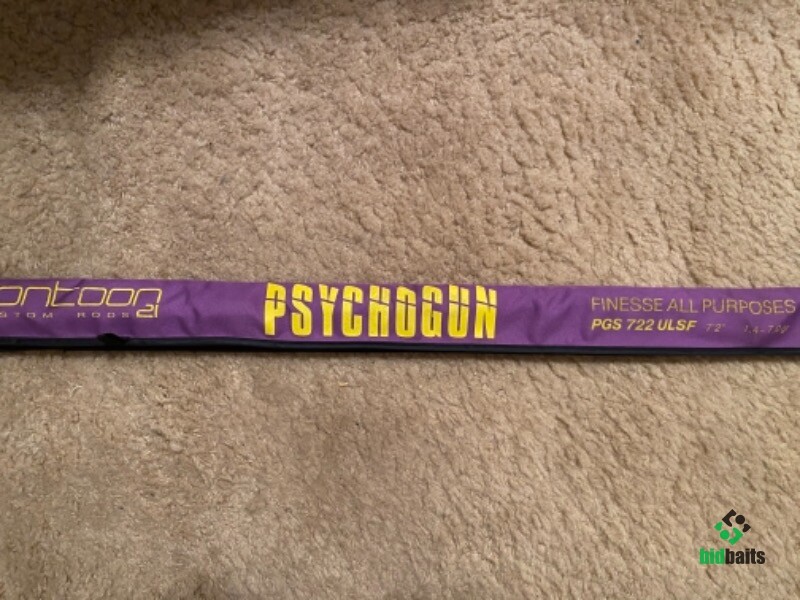 ontoon21
STOM RODS
PSYCHOGUN
FINESSE ALL PURPOSES
PGS 722 ULSF 7'2"
bidbaits